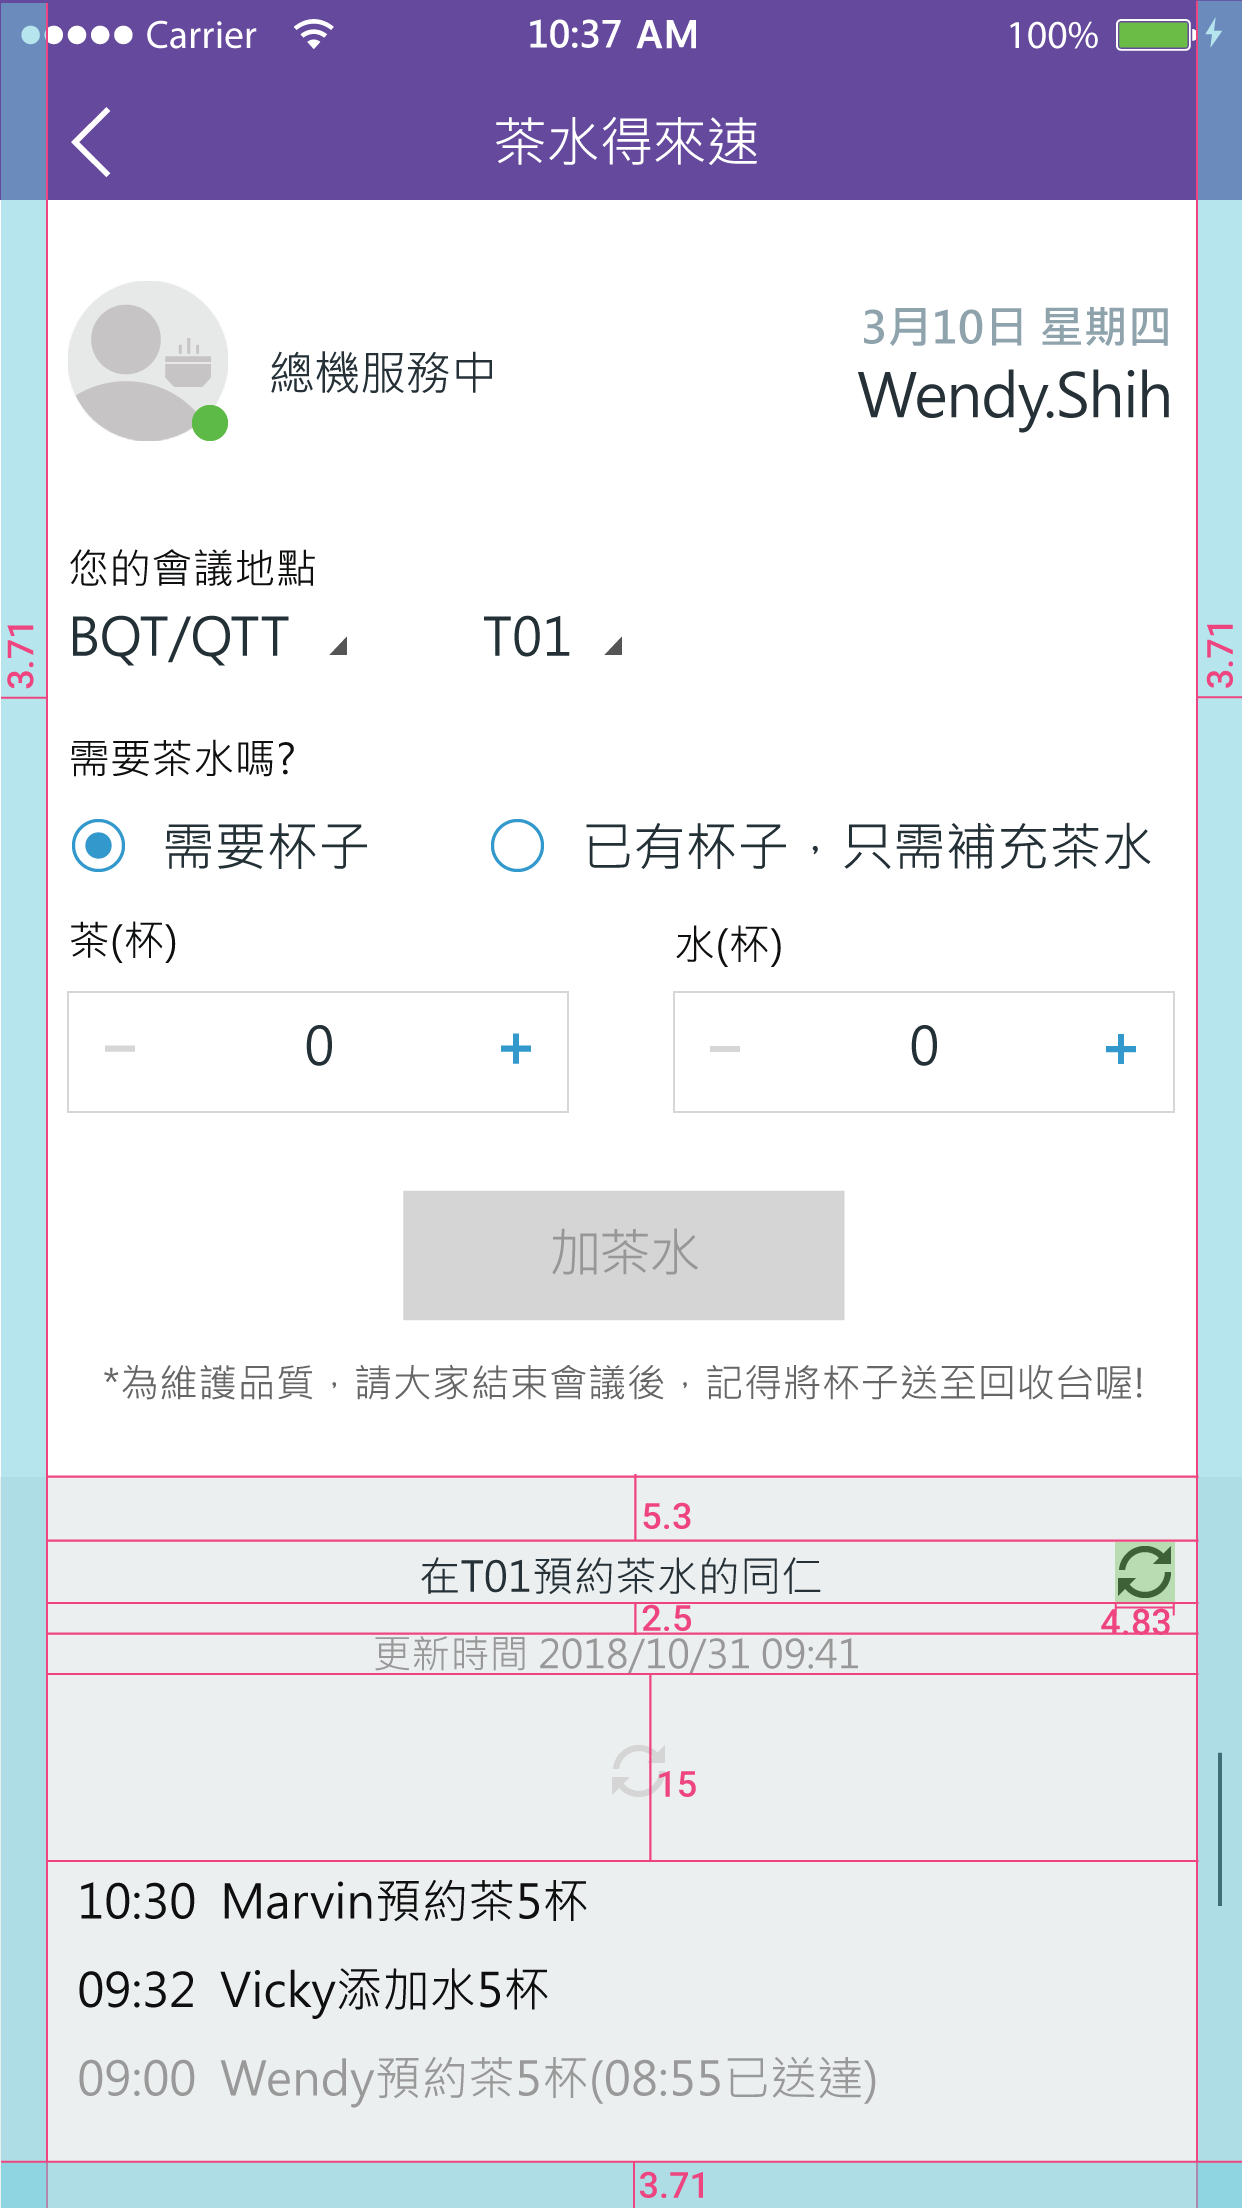 Carrier 10:37 AM 100%
茶水得來速
3月10日 星期四
總機服務中
Wendy.Shih
您的會議地點
BQT/QTT T01
3.71 3.71
需要茶水嗎?
需要杯子 已有杯子，只需補充茶水
茶(杯) 水(杯)
0 0
加茶水
*為維護品質，請大家結束會議後，記得將杯子送至回收台喔!
5.3
在T01預約茶水的同仁
2.5 4.83
更新時間 2018/10/31 09:41
15
10:30 Marvin預約茶5杯
09:32 Vicky添加水5杯
09:00 Wendy預約茶5杯(08:55已送達)
3.71